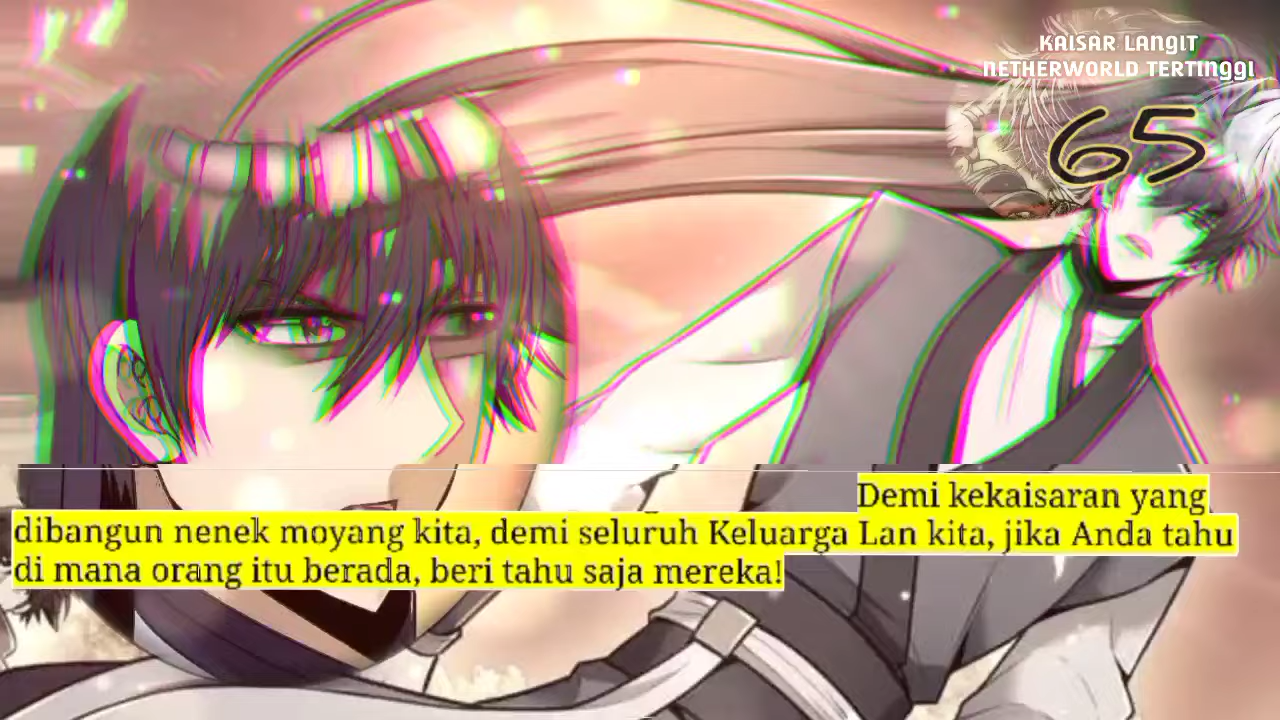 KAISAR LANGIT
NETHERWORLD TERTINGGI
65
Demi kekaisaran yang
dibangun nenek moyang kita, demi seluruh Keluarga Lan kita, jika Anda tahu
di mana orang itu berada, beri tahu saja mereka!